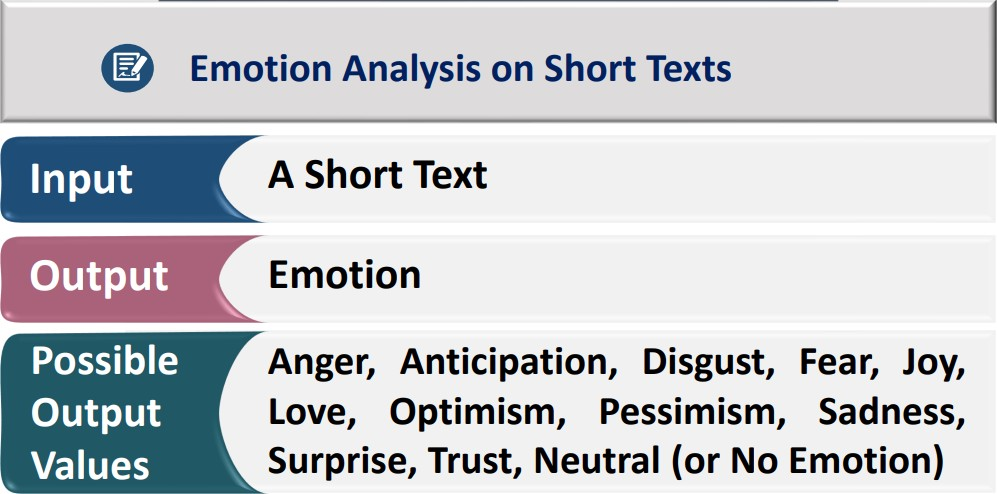 Emotion Analysis on Short Texts
Input
A Short Text
Output
Emotion
Possible
Output
Values
Anger, Anticipation, Disgust, Fear, Joy,
Love, Optimism, Pessimism, Sadness,
Surprise, Trust, Neutral (or No Emotion)